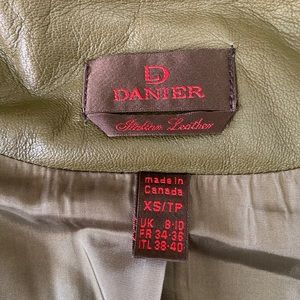 D
DANIER
Italian Leather
made in
Canada
XS/TP
UK 8-10
FR 34-36
ITL 38-40